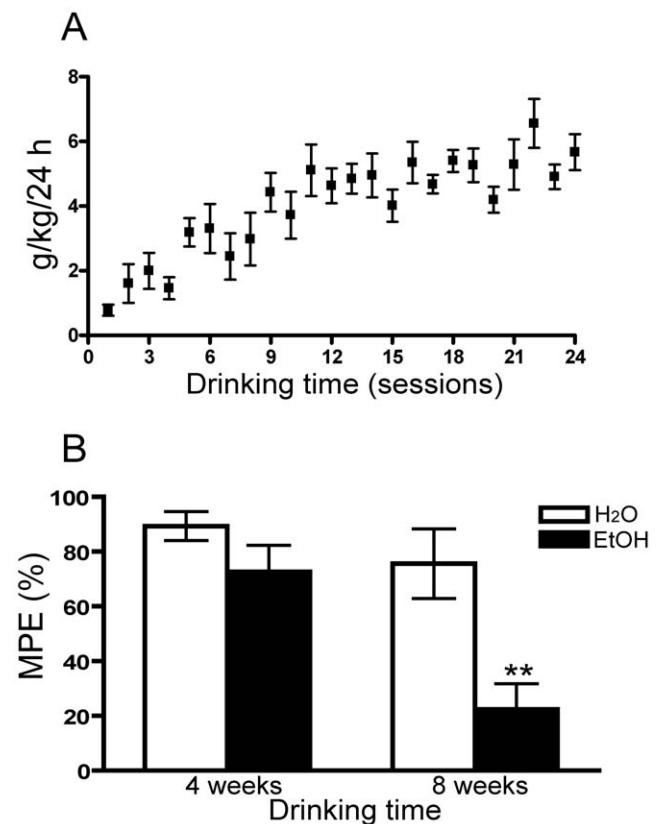 A
8
6
4
2
0
g/kg/24 h
0 3 6 9 12 15 18 21 24
Drinking time (sessions)
B
100
80
60
40
20
0
MPE (%)
H₂O
EtOH
**
4 weeks 8 weeks
Drinking time